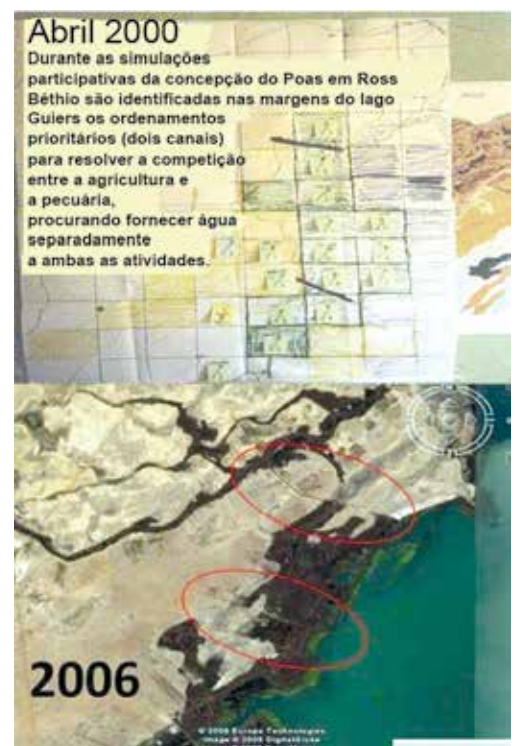 Abril 2000
Durante as simulações
participativas da concepção do Poas em Ross
Béthio são identificadas nas margens do lago
Guiers os ordenamentos
prioritários (dois canais)
para resolver a competição
entre a agricultura e
a pecuária,
procurando fornecer água
separadamente
a ambas as atividades.
2006
© 2008 Europa Technologies
Image © 2008 DigitalGlobe